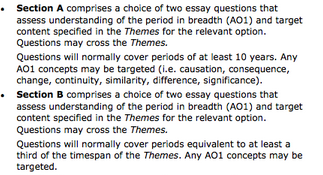 • Section A comprises a choice of two essay questions that
assess understanding of the period in breadth (AO1) and target
content specified in the Themes for the relevant option.
Questions may cross the Themes.
Questions will normally cover periods of at least 10 years. Any
AO1 concepts may be targeted (i.e. causation, consequence,
change, continuity, similarity, difference, significance).
• Section B comprises a choice of two essay questions that
assess understanding of the period in breadth (AO1) and target
content specified in the Themes for the relevant option.
Questions may cross the Themes.
Questions will normally cover periods equivalent to at least a
third of the timespan of the Themes. Any AO1 concepts may be
targeted.